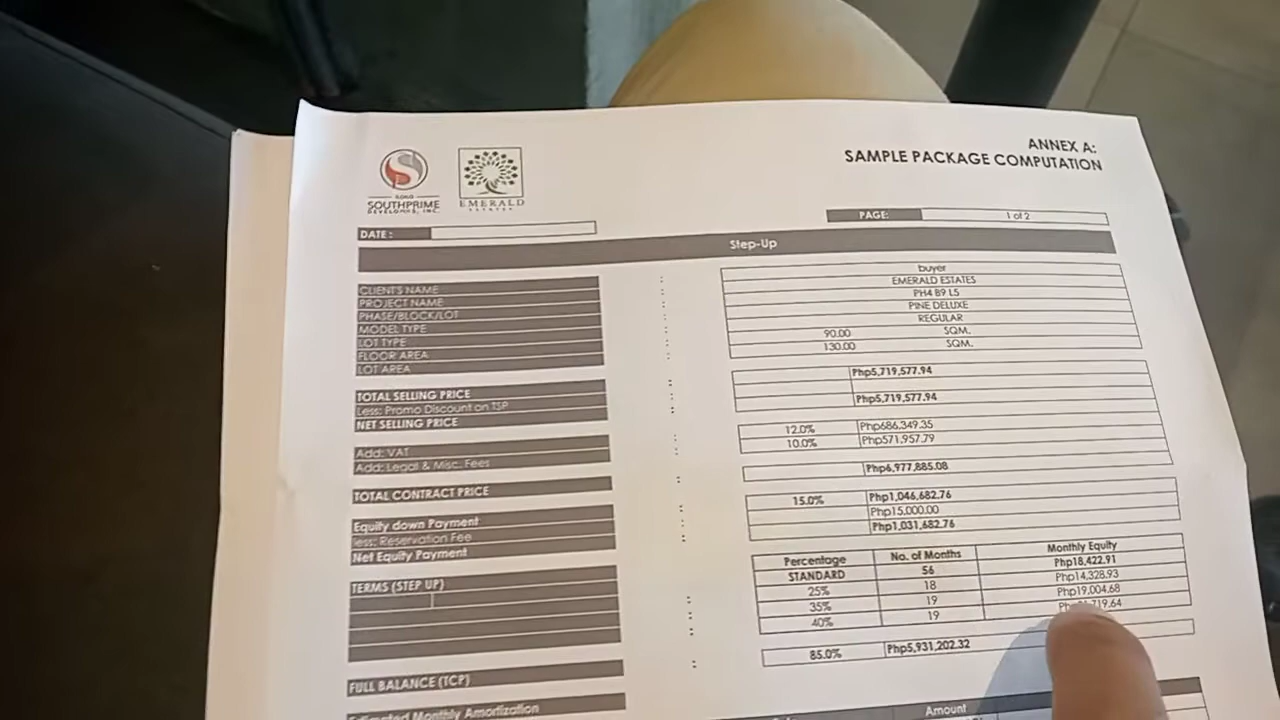 ANNEX A:
SAMPLE PACKAGE COMPUTATION
SOUTHPRIME
EMERALD
ESTATES
DATE :
PAGE: 1 of 2
Step-Up
CLIENT'S NAME : buyer
PROJECT NAME : EMERALD ESTATES
PHASE/BLOCK/LOT : PH4 B9 L5
MODEL TYPE : PINE DELUXE
LOT TYPE : REGULAR
FLOOR AREA : 90.00 SQM.
LOT AREA : 130.00 SQM.
TOTAL SELLING PRICE : Php5,719,577.94
Less: Promo Discount on TSP :
NET SELLING PRICE : Php5,719,577.94
Add: VAT : 12.0% Php686,349.35
Add: Legal & Misc. Fees : 10.0% Php571,957.79
TOTAL CONTRACT PRICE : Php6,977,885.08
Equity down Payment : 15.0% Php1,046,682.76
less: Reservation Fee : Php15,000.00
Net Equity Payment : Php1,031,682.76
TERMS (STEP UP) Percentage No. of Months Monthly Equity
STANDARD 56 Php18,422.91
25% 18 Php14,328.93
35% 19 Php19,004.68
40% 19
FULL BALANCE (TCP) : 85.0% Php5,931,202.32
Estimated Monthly Amortization
Amount